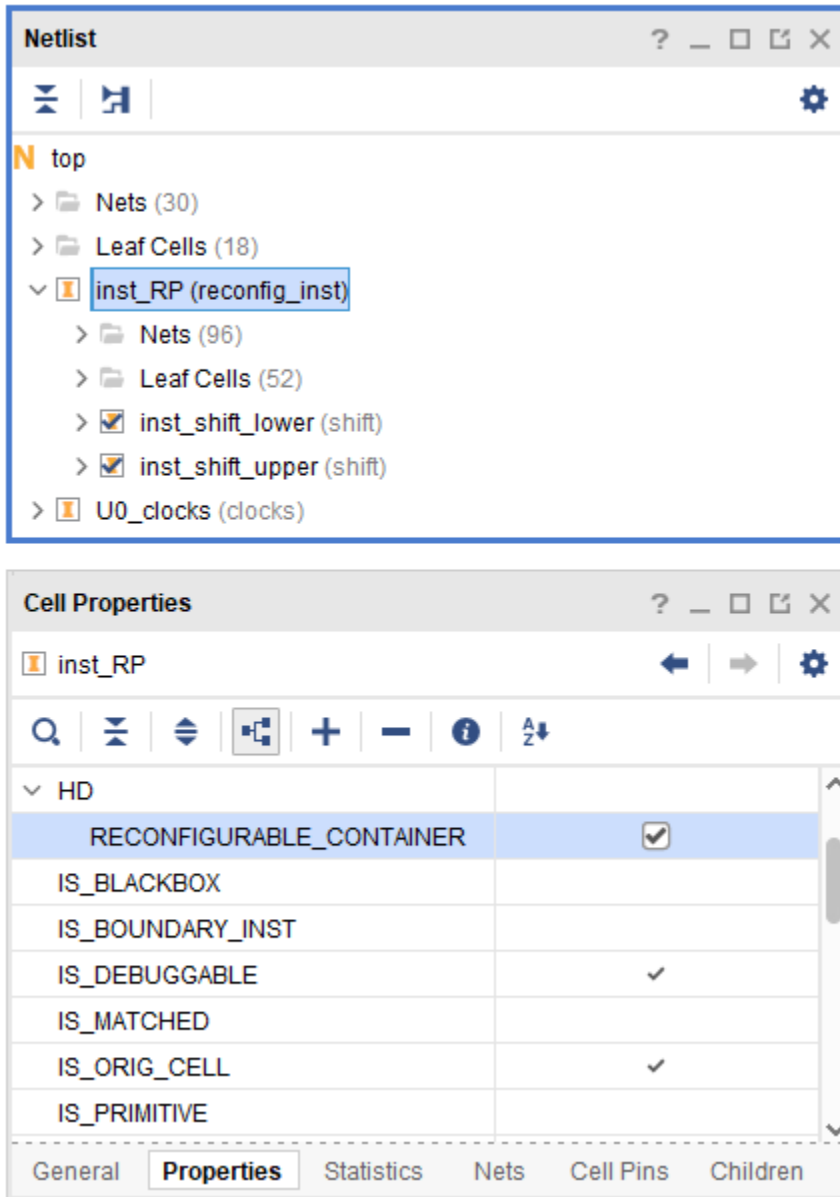 Netlist
N top
Nets (30)
Leaf Cells (18)
inst_RP (reconfig_inst)
Nets (96)
Leaf Cells (52)
inst_shift_lower (shift)
inst_shift_upper (shift)
U0_clocks (clocks)
Cell Properties
inst_RP
HD
RECONFIGURABLE_CONTAINER
IS_BLACKBOX
IS_BOUNDARY_INST
IS_DEBUGGABLE
IS_MATCHED
IS_ORIG_CELL
IS_PRIMITIVE
General Properties Statistics Nets Cell Pins Children